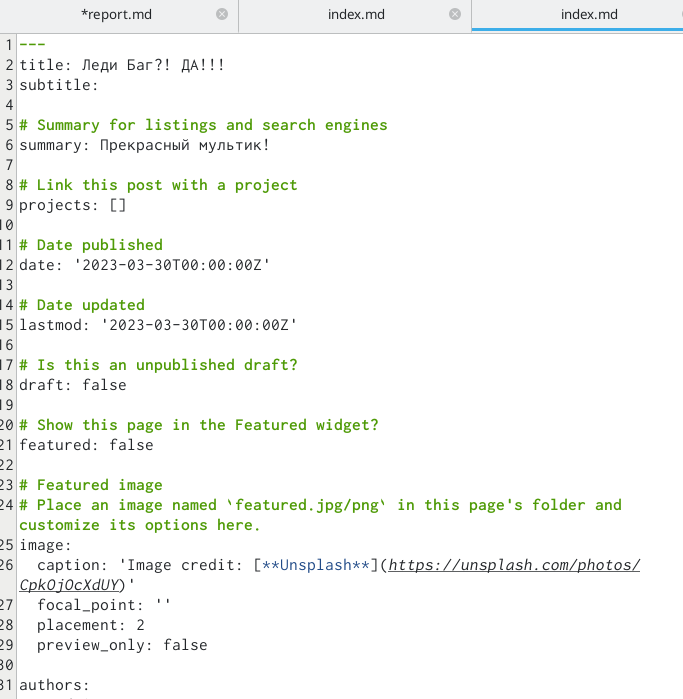 *report.md
index.md
index.md
1 ---
2 title: Леди Баг?! ДА!!!
3 subtitle:
4
5 # Summary for listings and search engines
6 summary: Прекрасный мультик!
7
8 # Link this post with a project
9 projects: []
10
11 # Date published
12 date: '2023-03-30T00:00:00Z'
13
14 # Date updated
15 lastmod: '2023-03-30T00:00:00Z'
16
17 # Is this an unpublished draft?
18 draft: false
19
20 # Show this page in the Featured widget?
21 featured: false
22
23 # Featured image
24 # Place an image named `featured.jpg/png` in this page's folder and
customize its options here.
25 image:
26   caption: 'Image credit: [**Unsplash**](https://unsplash.com/photos/
CpkOjOcXdUY)'
27   focal_point: ''
28   placement: 2
29   preview_only: false
30
31 authors: